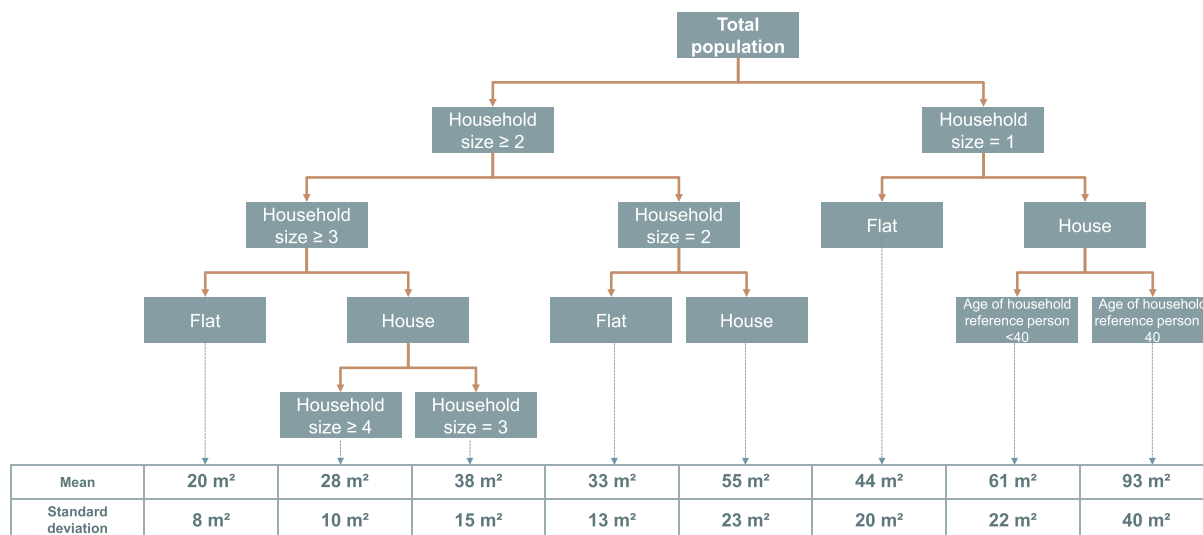 Total
population
Household
size ≥ 2
Household
size = 1
Household
size ≥ 3
Household
size = 2
Flat
House
Flat
House
Flat
House
Age of household
reference person
<40
Age of household
reference person
40
Household
size ≥ 4
Household
size = 3
Mean 20 m² 28 m² 38 m² 33 m² 55 m² 44 m² 61 m² 93 m²
Standard
deviation 8 m² 10 m² 15 m² 13 m² 23 m² 20 m² 22 m² 40 m²